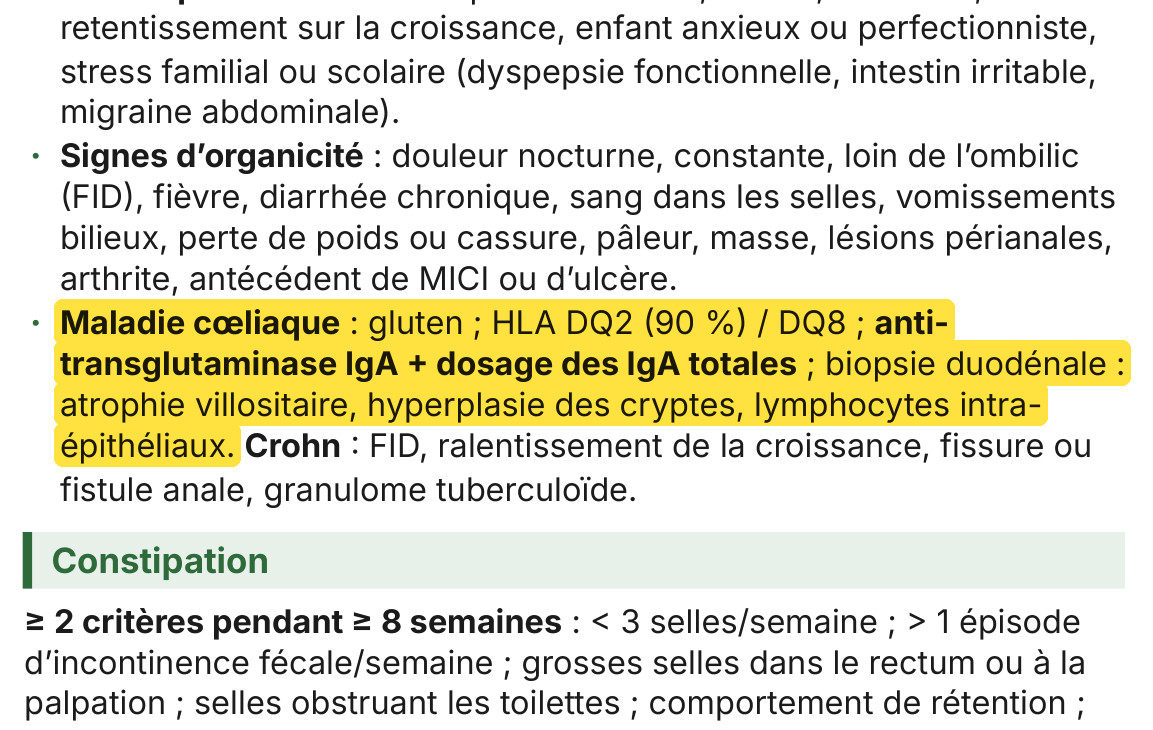 retentissement sur la croissance, enfant anxieux ou perfectionniste,
stress familial ou scolaire (dyspepsie fonctionnelle, intestin irritable,
migraine abdominale).
· Signes d’organicité : douleur nocturne, constante, loin de l’ombilic
(FID), fièvre, diarrhée chronique, sang dans les selles, vomissements
bilieux, perte de poids ou cassure, pâleur, masse, lésions périanales,
arthrite, antécédent de MICI ou d’ulcère.
· Maladie cœliaque : gluten ; HLA DQ2 (90 %) / DQ8 ; anti-
transglutaminase IgA + dosage des IgA totales ; biopsie duodénale :
atrophie villositaire, hyperplasie des cryptes, lymphocytes intra-
épithéliaux. Crohn : FID, ralentissement de la croissance, fissure ou
fistule anale, granulome tuberculoïde.
Constipation
≥ 2 critères pendant ≥ 8 semaines : < 3 selles/semaine ; > 1 épisode
d’incontinence fécale/semaine ; grosses selles dans le rectum ou à la
palpation ; selles obstruant les toilettes ; comportement de rétention ;